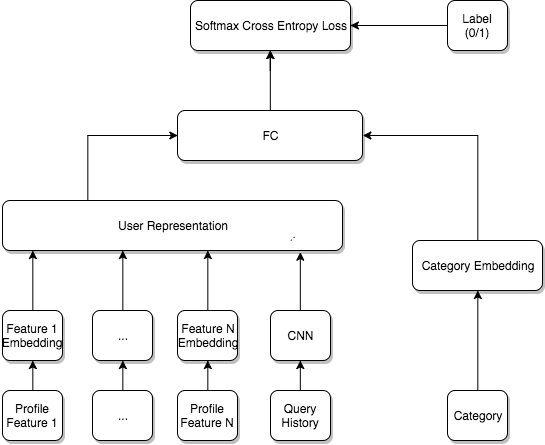 Softmax Cross Entropy Loss
Label
(0/1)
FC
User Representation
Category Embedding
Feature 1
Embedding
...
Feature N
Embedding
CNN
Profile
Feature 1
...
Profile
Feature N
Query
History
Category